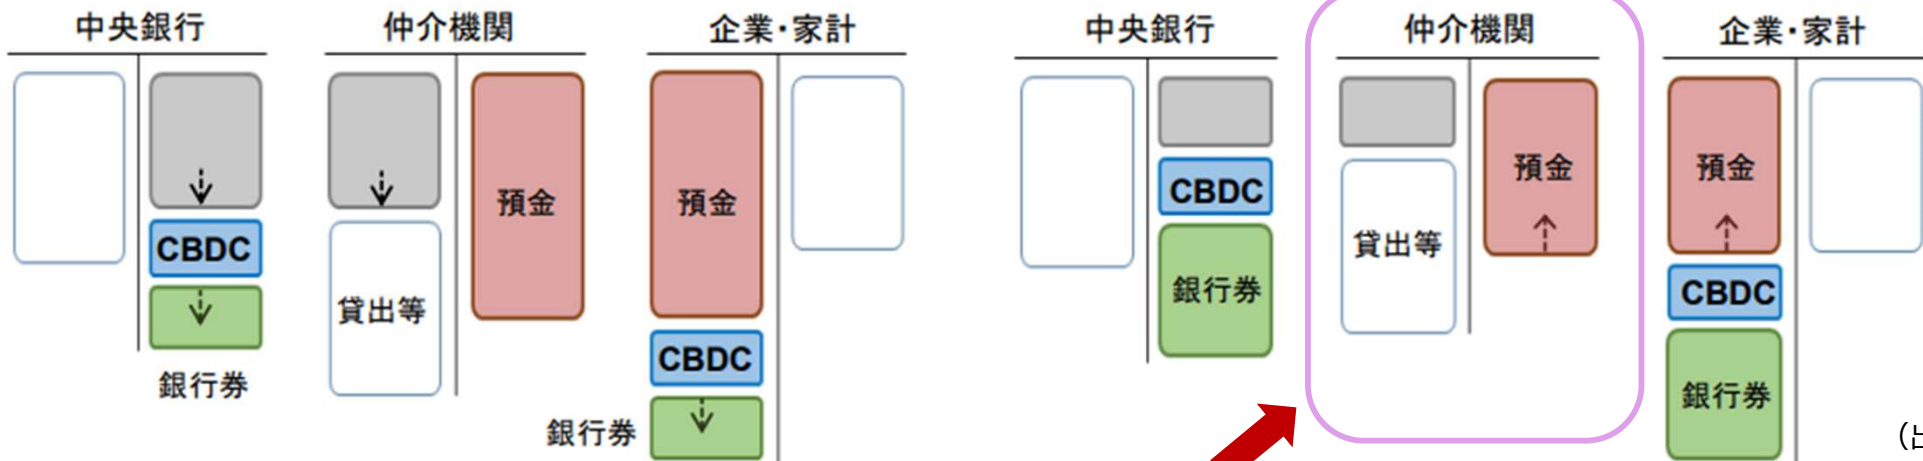 中央銀行
仲介機関
企業・家計
CBDC
銀行券
貸出等
預金
預金
CBDC
銀行券
中央銀行
仲介機関
企業・家計
CBDC
銀行券
貸出等
預金
預金
CBDC
銀行券
（出